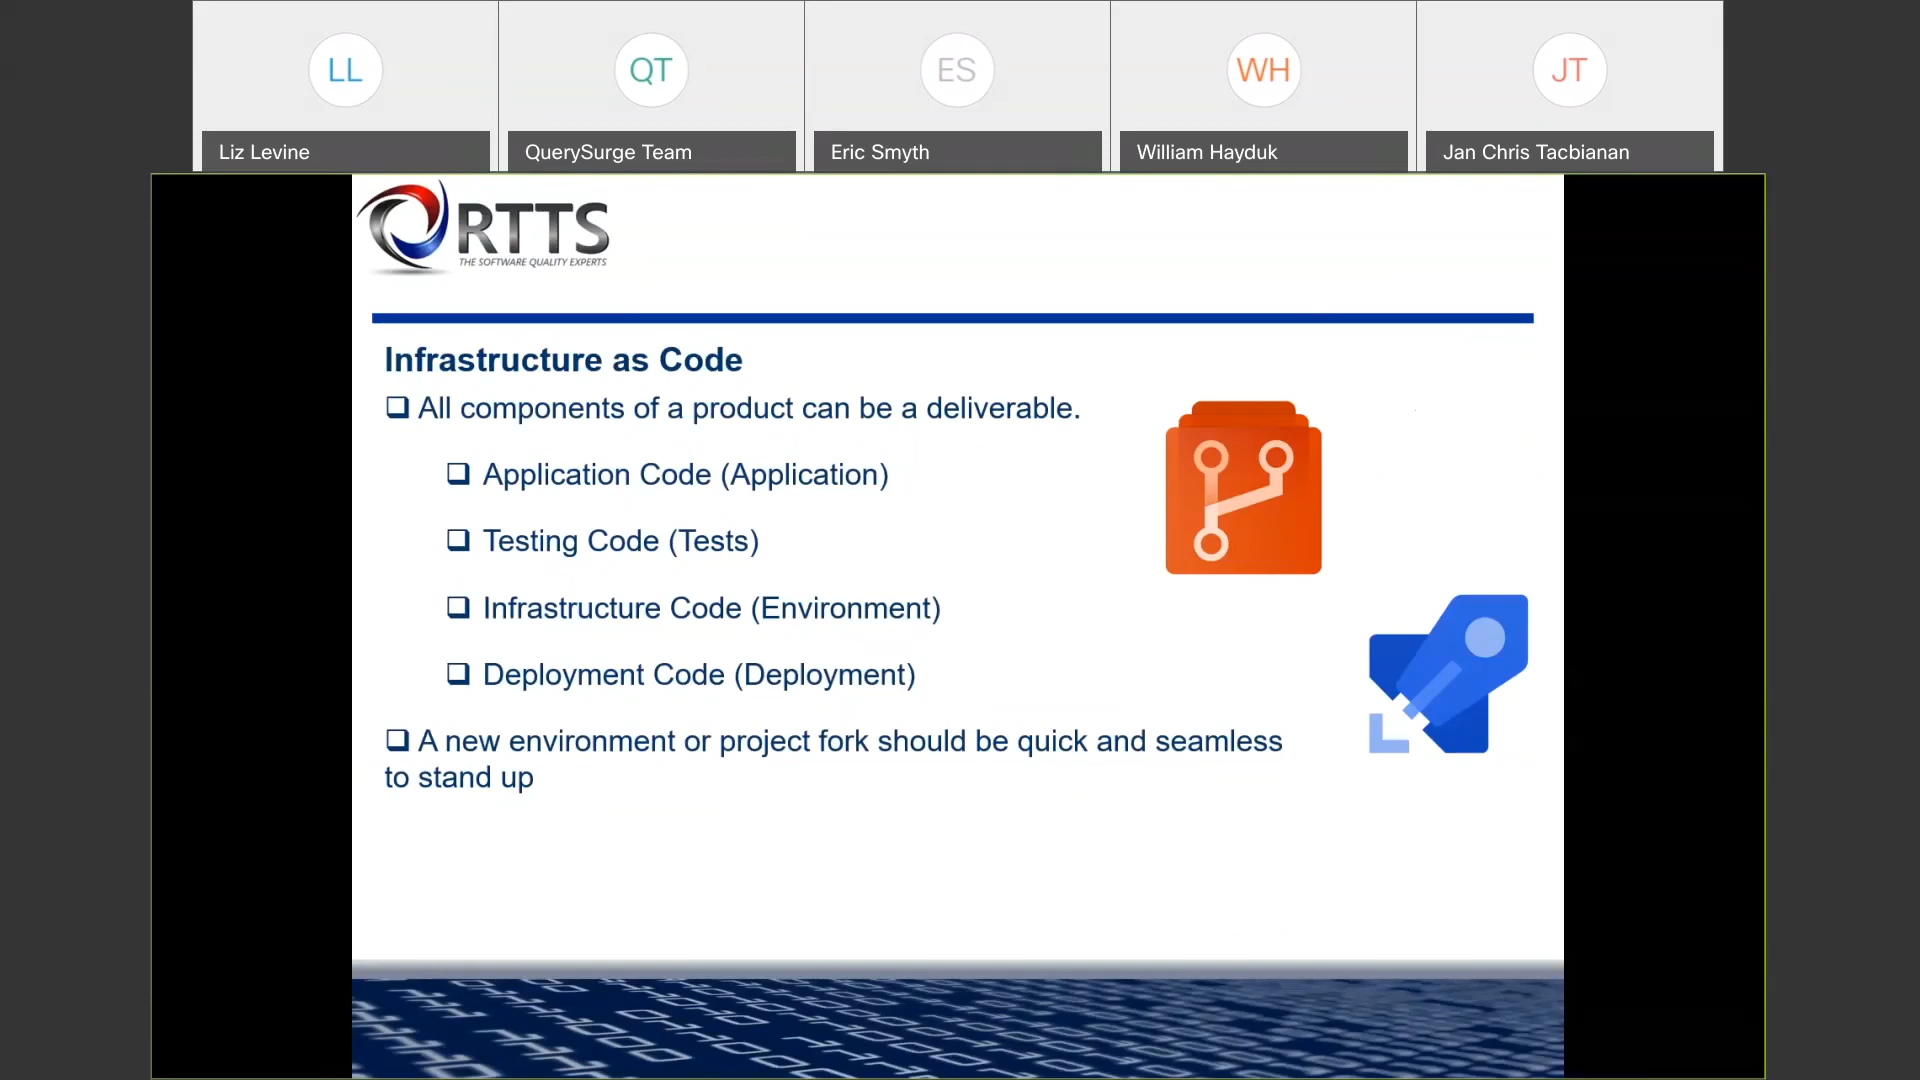 LL
QT
ES
WH
JT
Liz Levine
QuerySurge Team
Eric Smyth
William Hayduk
Jan Chris Tacbianan
RTTS
THE SOFTWARE QUALITY EXPERTS
Infrastructure as Code
All components of a product can be a deliverable.
Application Code (Application)
Testing Code (Tests)
Infrastructure Code (Environment)
Deployment Code (Deployment)
A new environment or project fork should be quick and seamless
to stand up